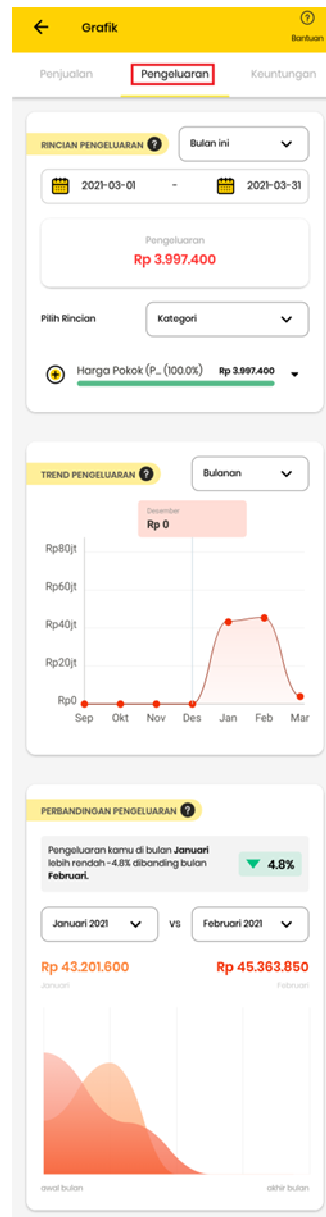 Grafik
Bantuan
Penjualan Pengeluaran Keuntungan
RINCIAN PENGELUARAN ? Bulan ini
2021-03-01 - 2021-03-31
Pengeluaran
Rp 3.997.400
Pilih Rincian Kategori
Harga Pokok (P... (100.0%) Rp 3.997.400
TREND PENGELUARAN ? Bulanan
Desember
Rp 0
Rp80jt
Rp60jt
Rp40jt
Rp20jt
Rp0
Sep Okt Nov Des Jan Feb Mar
PERBANDINGAN PENGELUARAN ?
Pengeluaran kamu di bulan Januari
lebih rendah -4.8% dibanding bulan
Februari.
4.8%
Januari 2021 vs Februari 2021
Rp 43.201.600 Rp 45.363.850
Januari Februari
awal bulan akhir bulan